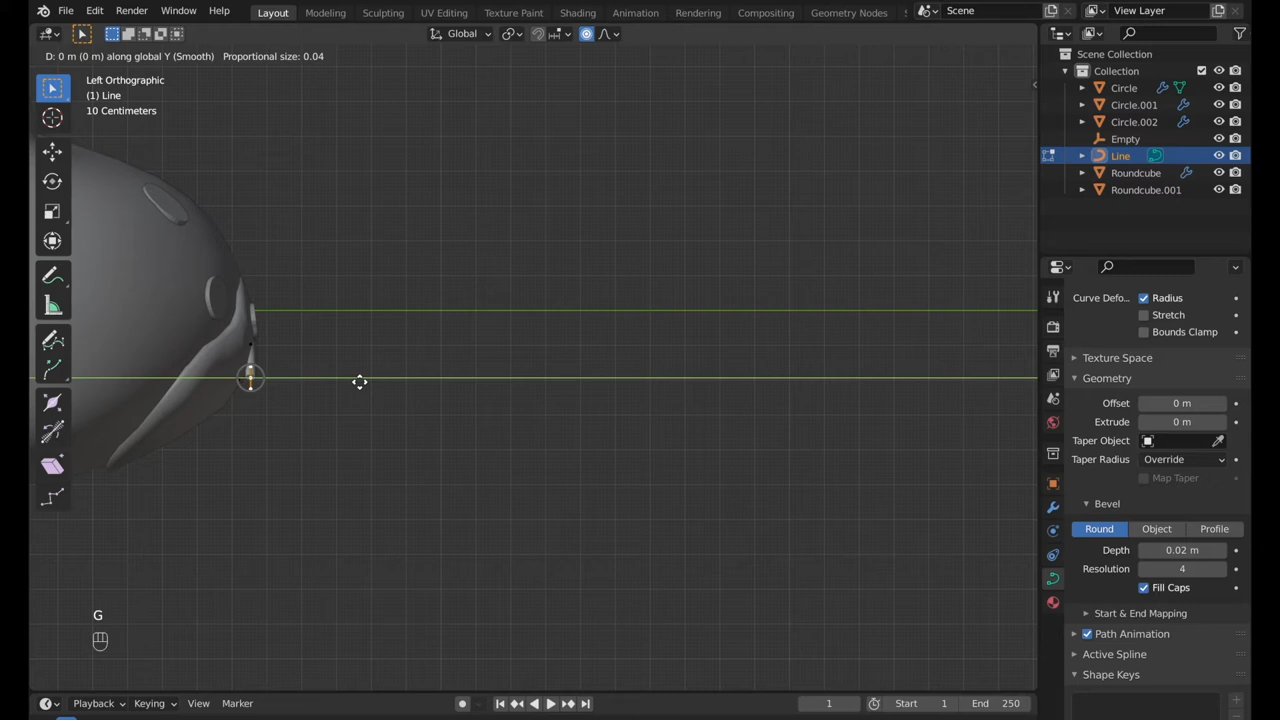 File Edit Render Window Help Layout Modeling Sculpting UV Editing Texture Paint Shading Animation Rendering Compositing Geometry Nodes Scene View Layer
Global
D: 0 m (0 m) along global Y (Smooth) Proportional size: 0.04
Left Orthographic
(1) Line
10 Centimeters
Scene Collection
Collection
Circle
Circle.001
Circle.002
Empty
Line
Roundcube
Roundcube.001
Curve Defo... Radius
Stretch
Bounds Clamp
Texture Space
Geometry
Offset 0 m
Extrude 0 m
Taper Object
Taper Radius Override
Map Taper
Bevel
Round Object Profile
Depth 0.02 m
Resolution 4
Fill Caps
Start & End Mapping
Path Animation
Active Spline
Shape Keys
G
Playback Keying View Marker 1 Start 1 End 250